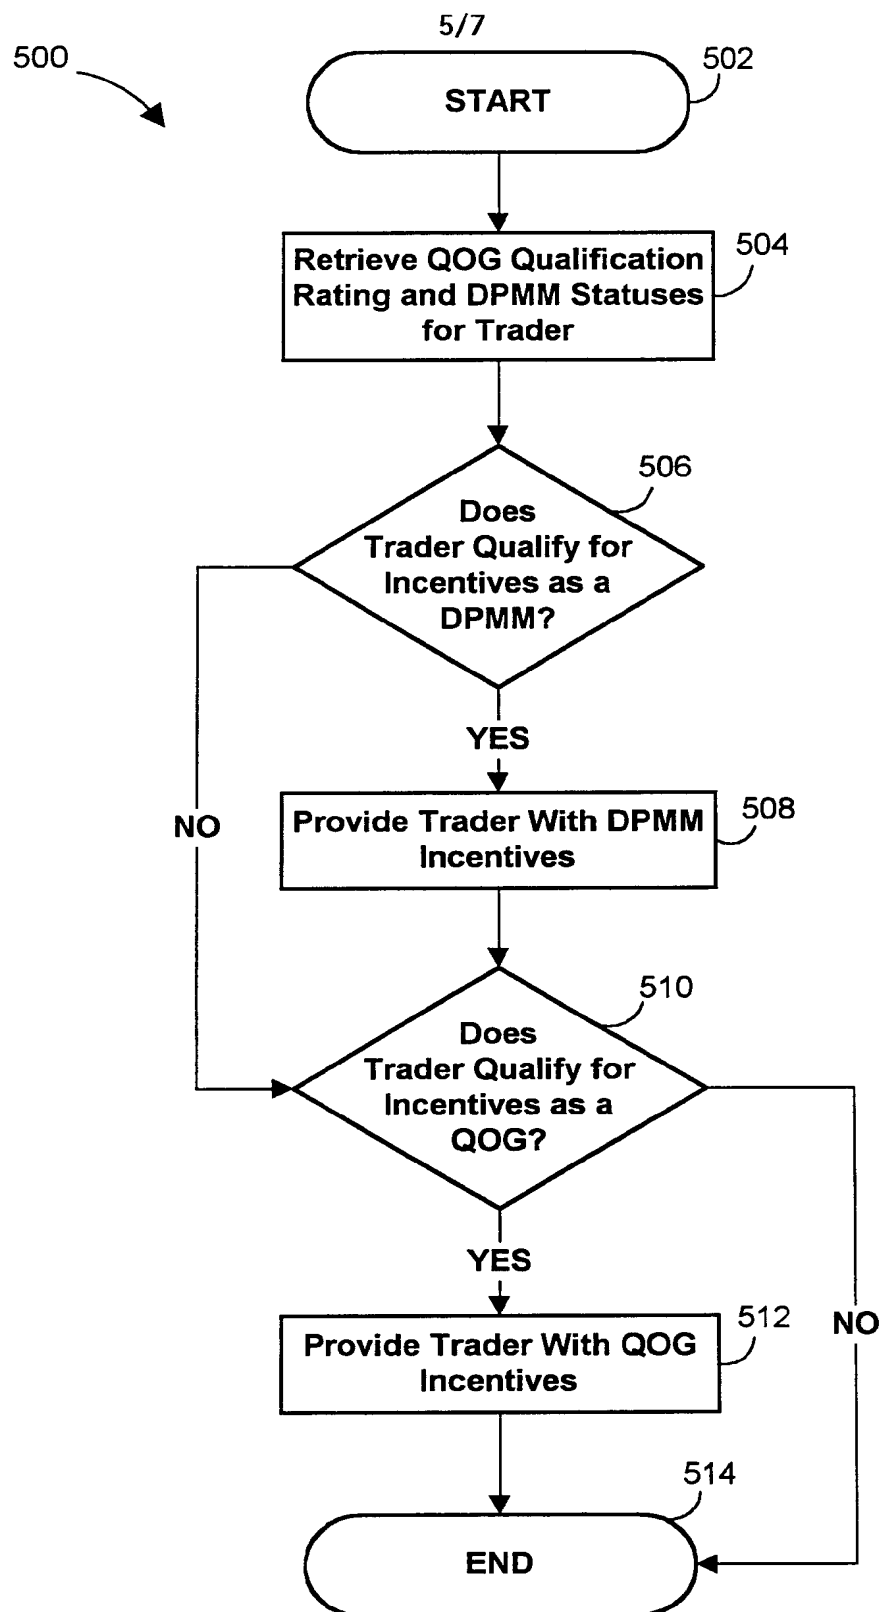 5/7
500
502
START
504
Retrieve QOG Qualification
Rating and DPMM Statuses
for Trader
506
Does
Trader Qualify for
Incentives as a
DPMM?
YES
NO
508
Provide Trader With DPMM
Incentives
510
Does
Trader Qualify for
Incentives as a
QOG?
YES
NO
512
Provide Trader With QOG
Incentives
514
END